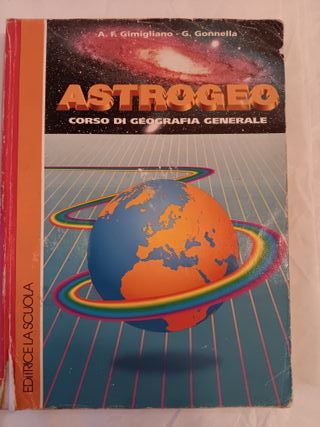 A. F. Gimigliano - G. Gonnella
ASTROGEO
CORSO DI GEOGRAFIA GENERALE
EDITRICE LA SCUOLA